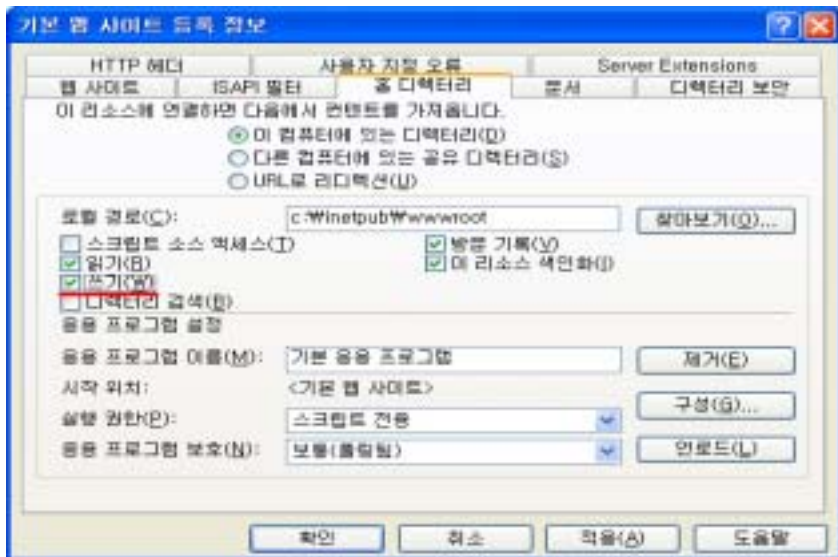 기본 웹 사이트 등록 정보
HTTP 헤더 사용자 지정 오류 Server Extensions
웹 사이트 ISAPI 필터 홈 디렉터리 문서 디렉터리 보안
이 리소스에 연결하면 다음에서 컨텐트를 가져옵니다.
이 컴퓨터에 있는 디렉터리(D)
다른 컴퓨터에 있는 공유 디렉터리(S)
URL로 리디렉션(U)
로컬 경로(C): c:₩inetpub₩wwwroot 찾아보기(O)...
스크립트 소스 액세스(T) 방문 기록(V)
읽기(R) 이 리소스 색인화(I)
쓰기(W)
디렉터리 검색(B)
응용 프로그램 설정
응용 프로그램 이름(M): 기본 응용 프로그램 제거(E)
시작 위치: <기본 웹 사이트>
구성(G)...
실행 권한(P): 스크립트 전용
응용 프로그램 보호(N): 보통(풀링됨) 언로드(L)
확인 취소 적용(A) 도움말